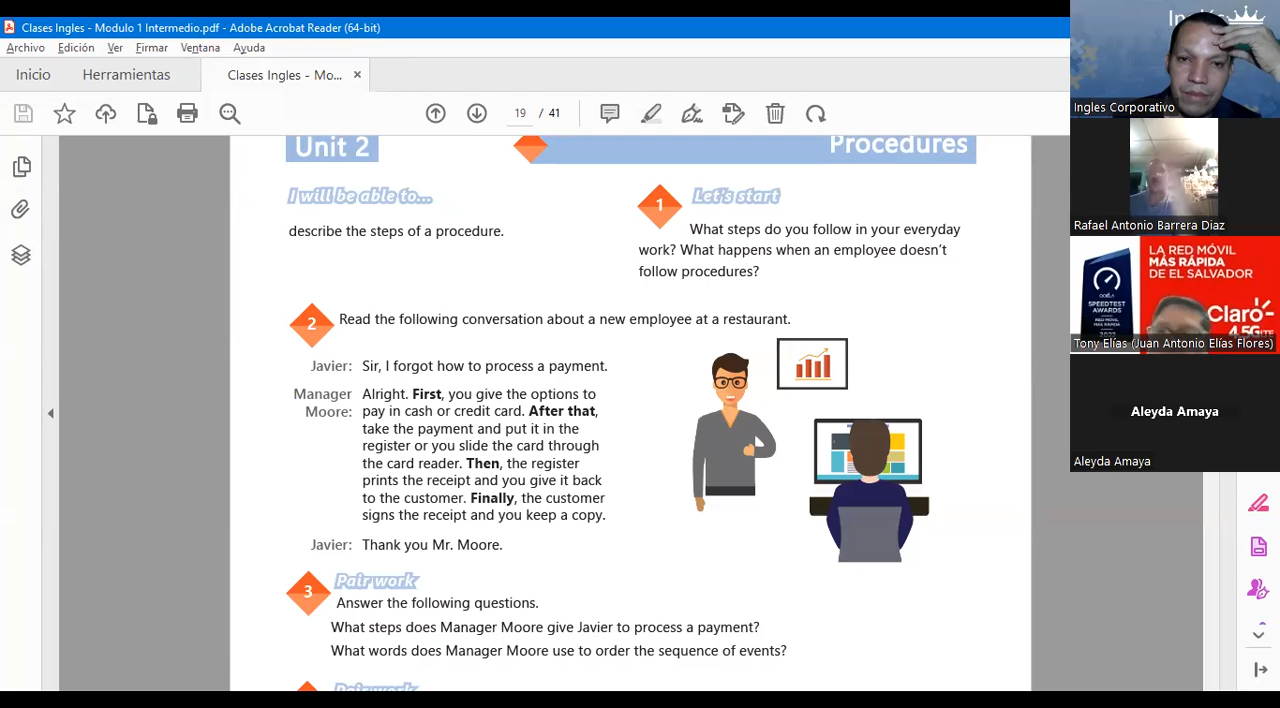 Clases Ingles - Modulo 1 Intermedio.pdf - Adobe Acrobat Reader (64-bit)
Archivo Edición Ver Firmar Ventana Ayuda
Inicio Herramientas Clases Ingles - Mo... ×
19 / 41
Unit 2
Procedures
I will be able to...
describe the steps of a procedure.
1 Let's start
What steps do you follow in your everyday
work? What happens when an employee doesn't
follow procedures?
2 Read the following conversation about a new employee at a restaurant.
Javier: Sir, I forgot how to process a payment.
Manager Moore: Alright. First, you give the options to
pay in cash or credit card. After that,
take the payment and put it in the
register or you slide the card through
the card reader. Then, the register
prints the receipt and you give it back
to the customer. Finally, the customer
signs the receipt and you keep a copy.
Javier: Thank you Mr. Moore.
3 Pair work
Answer the following questions.
What steps does Manager Moore give Javier to process a payment?
What words does Manager Moore use to order the sequence of events?
Pair work
Ingles Corporativo
Rafael Antonio Barrera Diaz
SPEEDTEST
AWARDS
LA RED MÓVIL
MÁS RÁPIDA
DE EL SALVADOR
Claro
4.5G
Tony Elías (Juan Antonio Elías Flores)
Aleyda Amaya
Aleyda Amaya